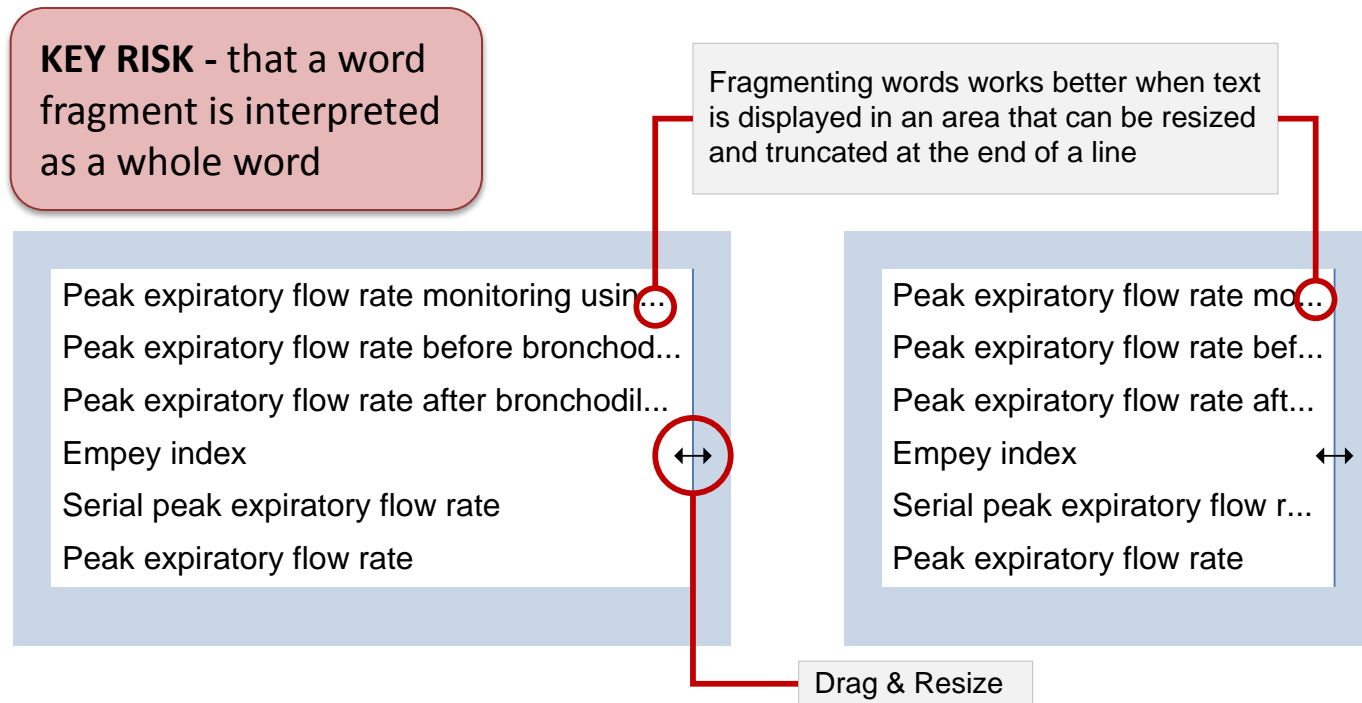 KEY RISK - that a word
fragment is interpreted
as a whole word
Fragmenting words works better when text
is displayed in an area that can be resized
and truncated at the end of a line
Peak expiratory flow rate monitoring usin...
Peak expiratory flow rate before bronchod...
Peak expiratory flow rate after bronchodil...
Empey index
Serial peak expiratory flow rate
Peak expiratory flow rate
Peak expiratory flow rate mo...
Peak expiratory flow rate bef...
Peak expiratory flow rate aft...
Empey index
Serial peak expiratory flow r...
Peak expiratory flow rate
Drag & Resize